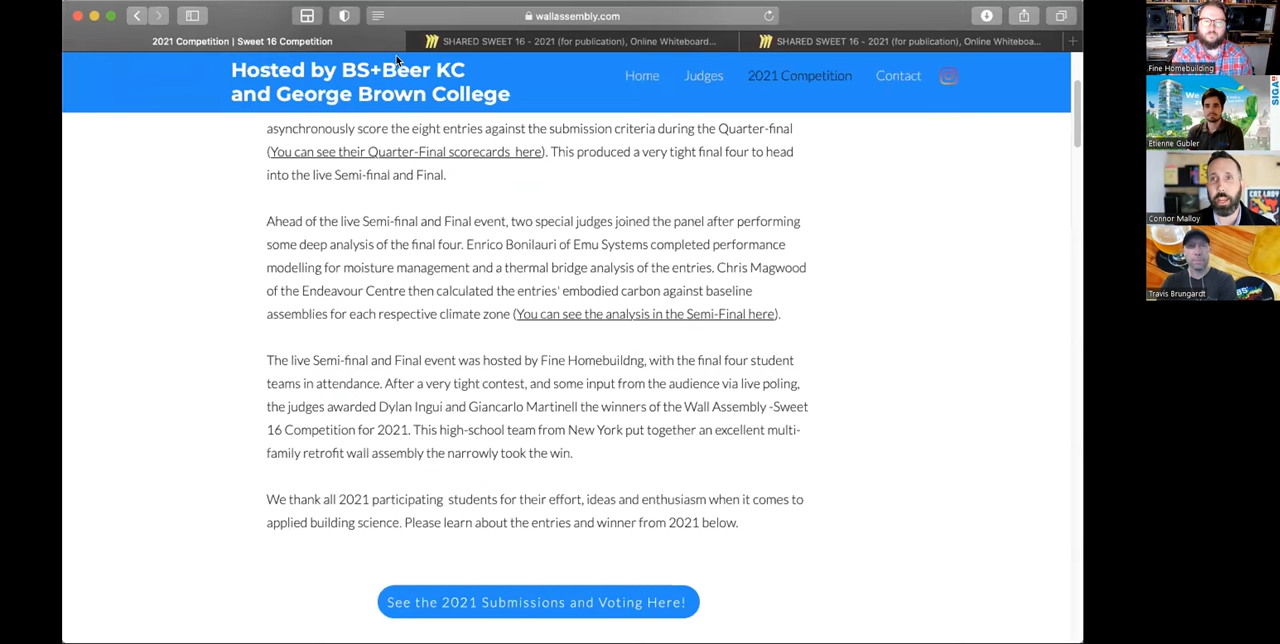 wallassembly.com
2021 Competition | Sweet 16 Competition
SHARED SWEET 16 - 2021 (for publication), Online Whiteboard...
SHARED SWEET 16 - 2021 (for publication), Online Whiteboa...
Hosted by BS+Beer KC
and George Brown College
Home
Judges
2021 Competition
Contact
asynchronously score the eight entries against the submission criteria during the Quarter-final
(You can see their Quarter-Final scorecards here). This produced a very tight final four to head
into the live Semi-final and Final.
Ahead of the live Semi-final and Final event, two special judges joined the panel after performing
some deep analysis of the final four. Enrico Bonilauri of Emu Systems completed performance
modelling for moisture management and a thermal bridge analysis of the entries. Chris Magwood
of the Endeavour Centre then calculated the entries' embodied carbon against baseline
assemblies for each respective climate zone (You can see the analysis in the Semi-Final here).
The live Semi-final and Final event was hosted by Fine Homebuildng, with the final four student
teams in attendance. After a very tight contest, and some input from the audience via live poling,
the judges awarded Dylan Ingui and Giancarlo Martinell the winners of the Wall Assembly -Sweet
16 Competition for 2021. This high-school team from New York put together an excellent multi-
family retrofit wall assembly the narrowly took the win.
We thank all 2021 participating students for their effort, ideas and enthusiasm when it comes to
applied building science. Please learn about the entries and winner from 2021 below.
See the 2021 Submissions and Voting Here!
Fine Homebuilding
We
SIGA
Etienne Gubler
CAT LADY
Connor Malloy
BS
Travis Brungardt